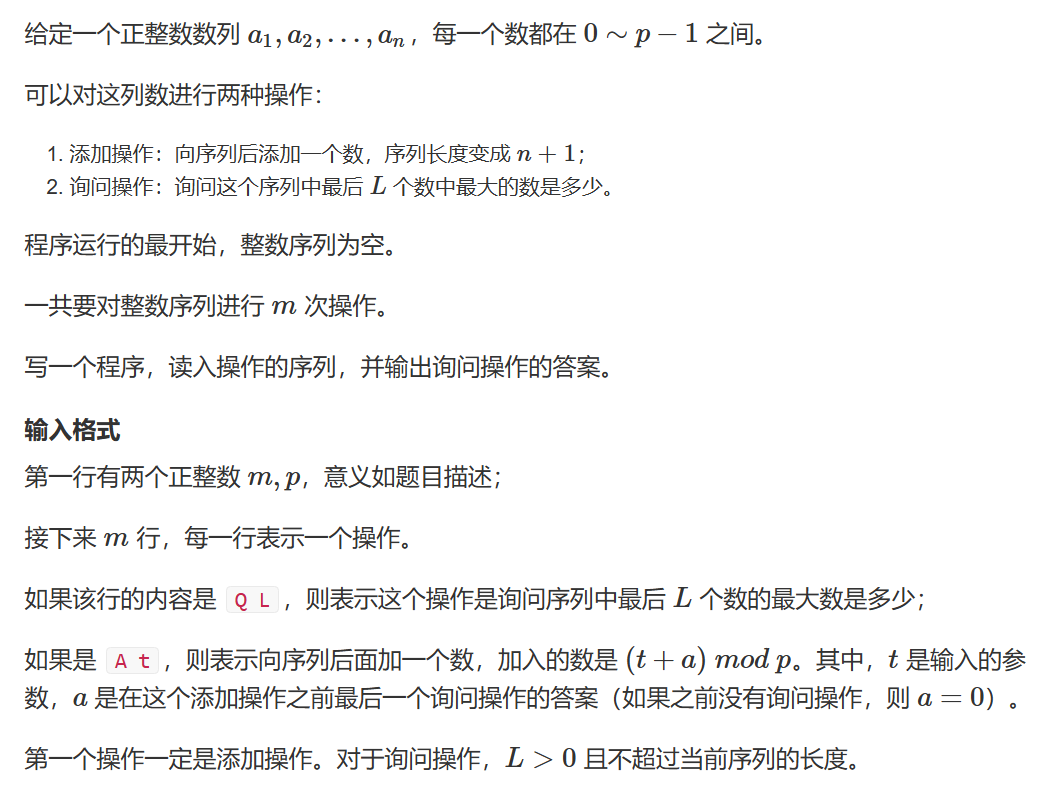 给定一个正整数数列 a₁, a₂, …, aₙ，每一个数都在 0 ∼ p − 1 之间。
可以对这列数进行两种操作：
1. 添加操作：向序列后添加一个数，序列长度变成 n + 1；
2. 询问操作：询问这个序列中最后 L 个数中最大的数是多少。
程序运行的最开始，整数序列为空。
一共要对整数序列进行 m 次操作。
写一个程序，读入操作的序列，并输出询问操作的答案。
输入格式
第一行有两个正整数 m, p，意义如题目描述；
接下来 m 行，每一行表示一个操作。
如果该行的内容是 Q L ，则表示这个操作是询问序列中最后 L 个数的最大数是多少；
如果是 A t ，则表示向序列后面加一个数，加入的数是 (t + a) mod p。其中，t 是输入的参
数，a 是在这个添加操作之前最后一个询问操作的答案（如果之前没有询问操作，则 a = 0）。
第一个操作一定是添加操作。对于询问操作，L > 0 且不超过当前序列的长度。